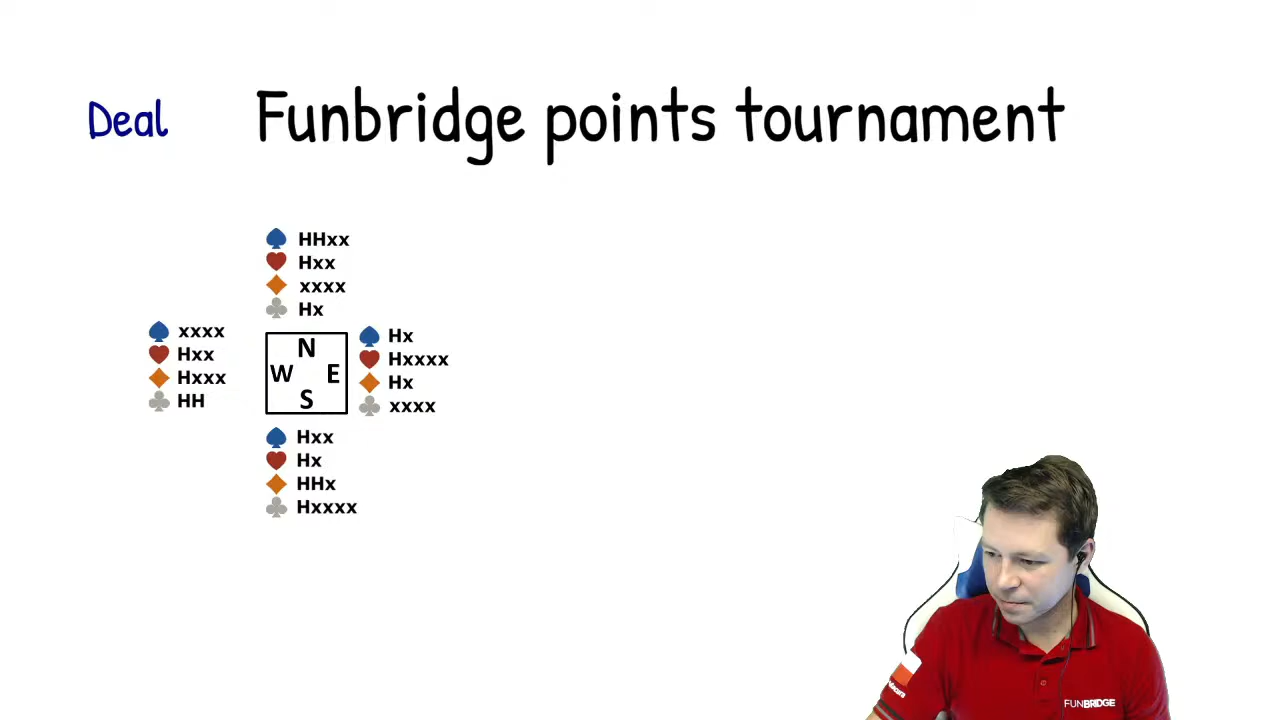 Deal
Funbridge points tournament
♠ HHxx
♥ Hxx
♦ xxxx
♣ Hx
♠ xxxx
♥ Hxx
♦ Hxxx
♣ HH
N
W E
S
♠ Hx
♥ Hxxxx
♦ Hx
♣ xxxx
♠ Hxx
♥ Hx
♦ HHx
♣ Hxxxx
FUNBRIDGE